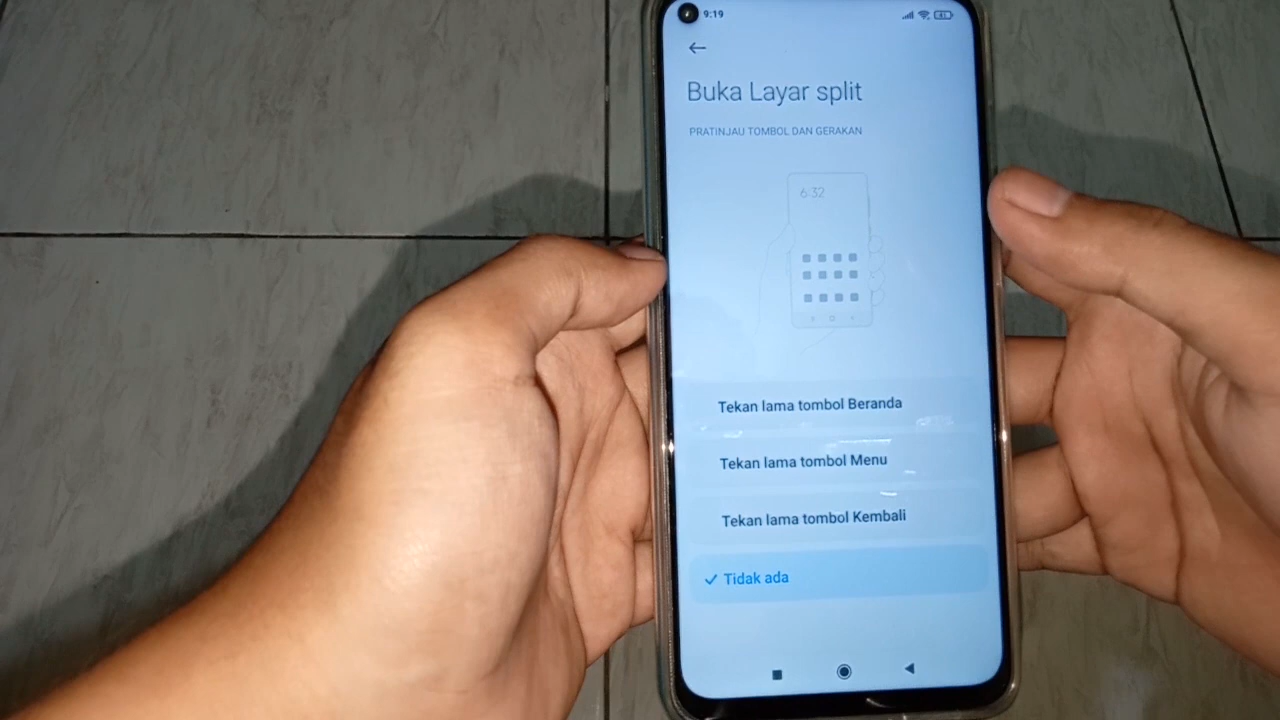 9:19
41
Buka Layar split
PRATINJAU TOMBOL DAN GERAKAN
6:32
Tekan lama tombol Beranda
Tekan lama tombol Menu
Tekan lama tombol Kembali
Tidak ada